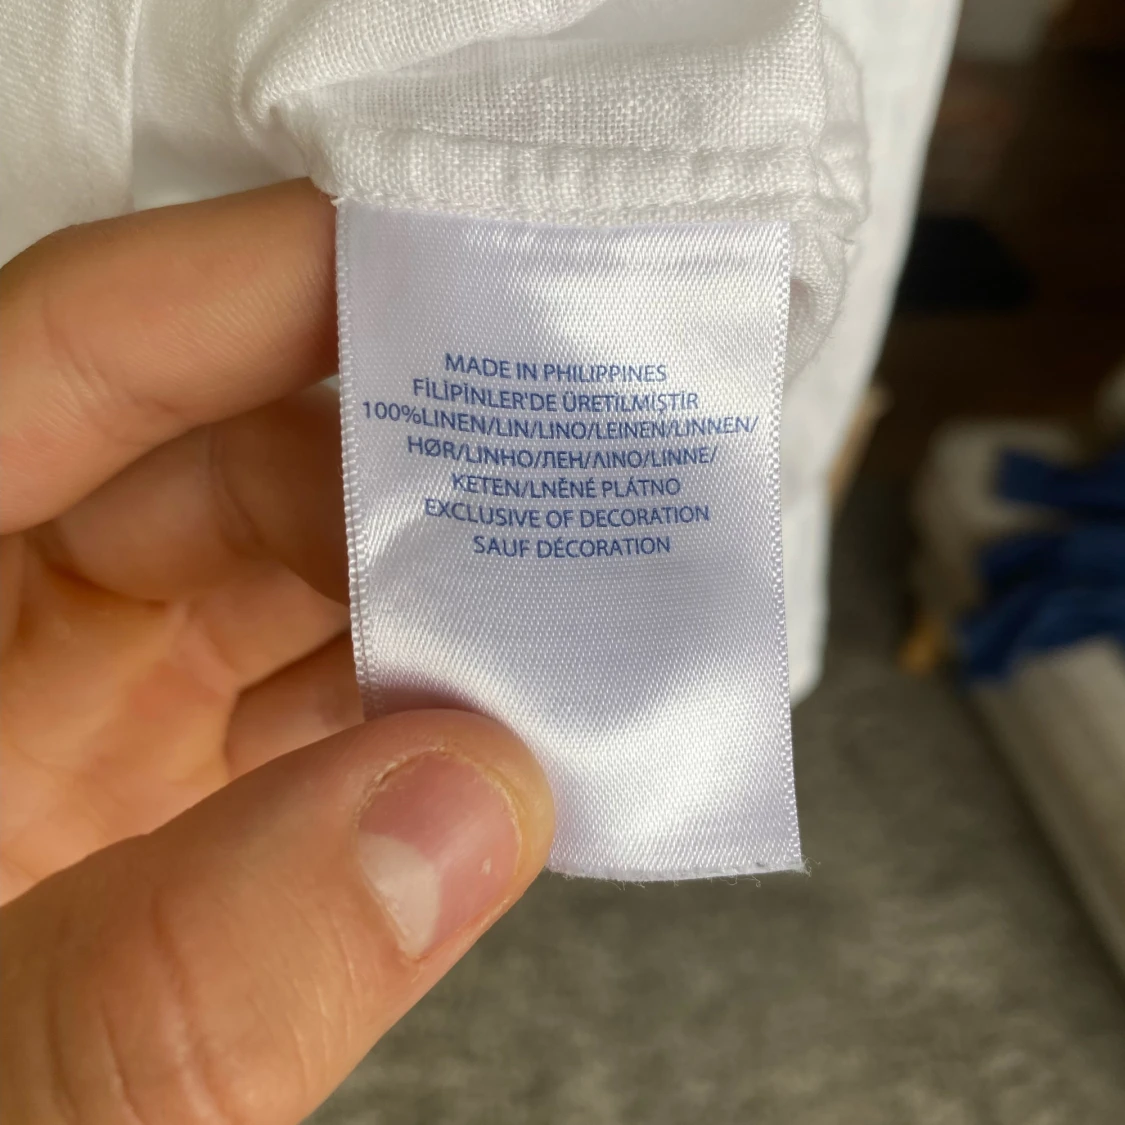 MADE IN PHILIPPINES
FİLİPİNLER'DE ÜRETİLMİŞTİR
100%LINEN/LIN/LINO/LEINEN/LINNEN/
HØR/LINHO/ЛЕН/ΛΙΝΟ/LINNE/
KETEN/LNĚNÉ PLÁTNO
EXCLUSIVE OF DECORATION
SAUF DÉCORATION